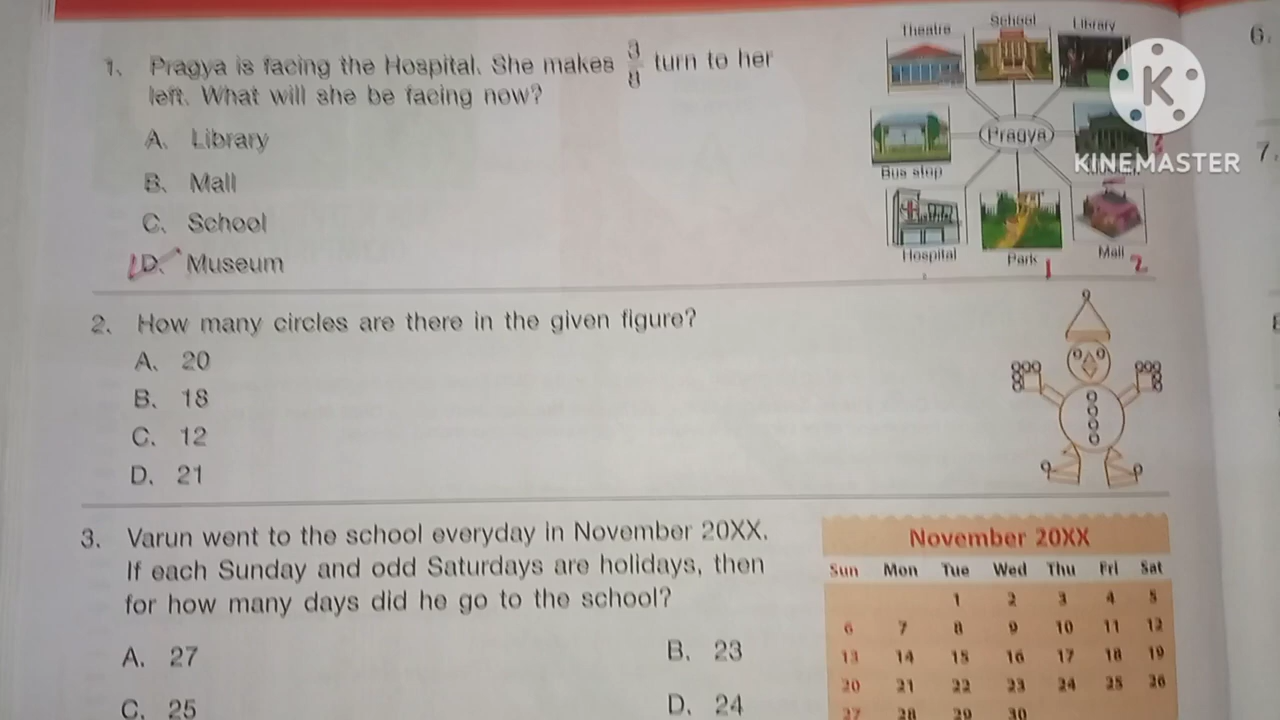 1. Pragya is facing the Hospital. She makes 3/8 turn to her
left. What will she be facing now?
A. Library
B. Mall
C. School
D. Museum
Theatre
School
Library
Pragya
Bus stop
Hospital
Park
Mall
1
2
3
K
KINEMASTER
6.
7.
2. How many circles are there in the given figure?
A. 20
B. 18
C. 12
D. 21
3. Varun went to the school everyday in November 20XX.
If each Sunday and odd Saturdays are holidays, then
for how many days did he go to the school?
A. 27
B. 23
C. 25
D. 24
November 20XX
Sun Mon Tue Wed Thu Fri Sat
1 2 3 4 5
6 7 8 9 10 11 12
13 14 15 16 17 18 19
20 21 22 23 24 25 26
27 28 29 30